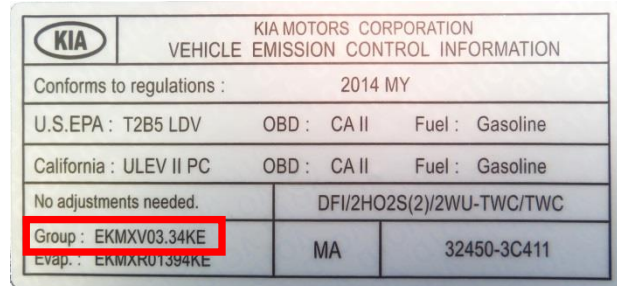 KIA
KIA MOTORS CORPORATION
VEHICLE EMISSION CONTROL INFORMATION
Conforms to regulations : 2014 MY
U.S.EPA : T2B5 LDV OBD : CA II Fuel : Gasoline
California : ULEV II PC OBD : CA II Fuel : Gasoline
No adjustments needed. DFI/2HO2S(2)/2WU-TWC/TWC
Group : EKMXV03.34KE
Evap. : EKMXR01394KE
MA 32450-3C411